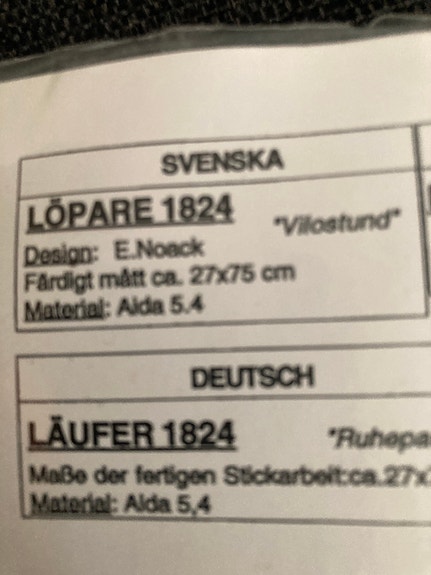 SVENSKA
LÖPARE 1824 "Vilostund"
Design: E.Noack
Färdigt mått ca. 27x75 cm
Material: Aida 5.4
DEUTSCH
LÄUFER 1824 "Ruhepa
Maße der fertigen Stickarbeit:ca.27x
Material: Aida 5,4